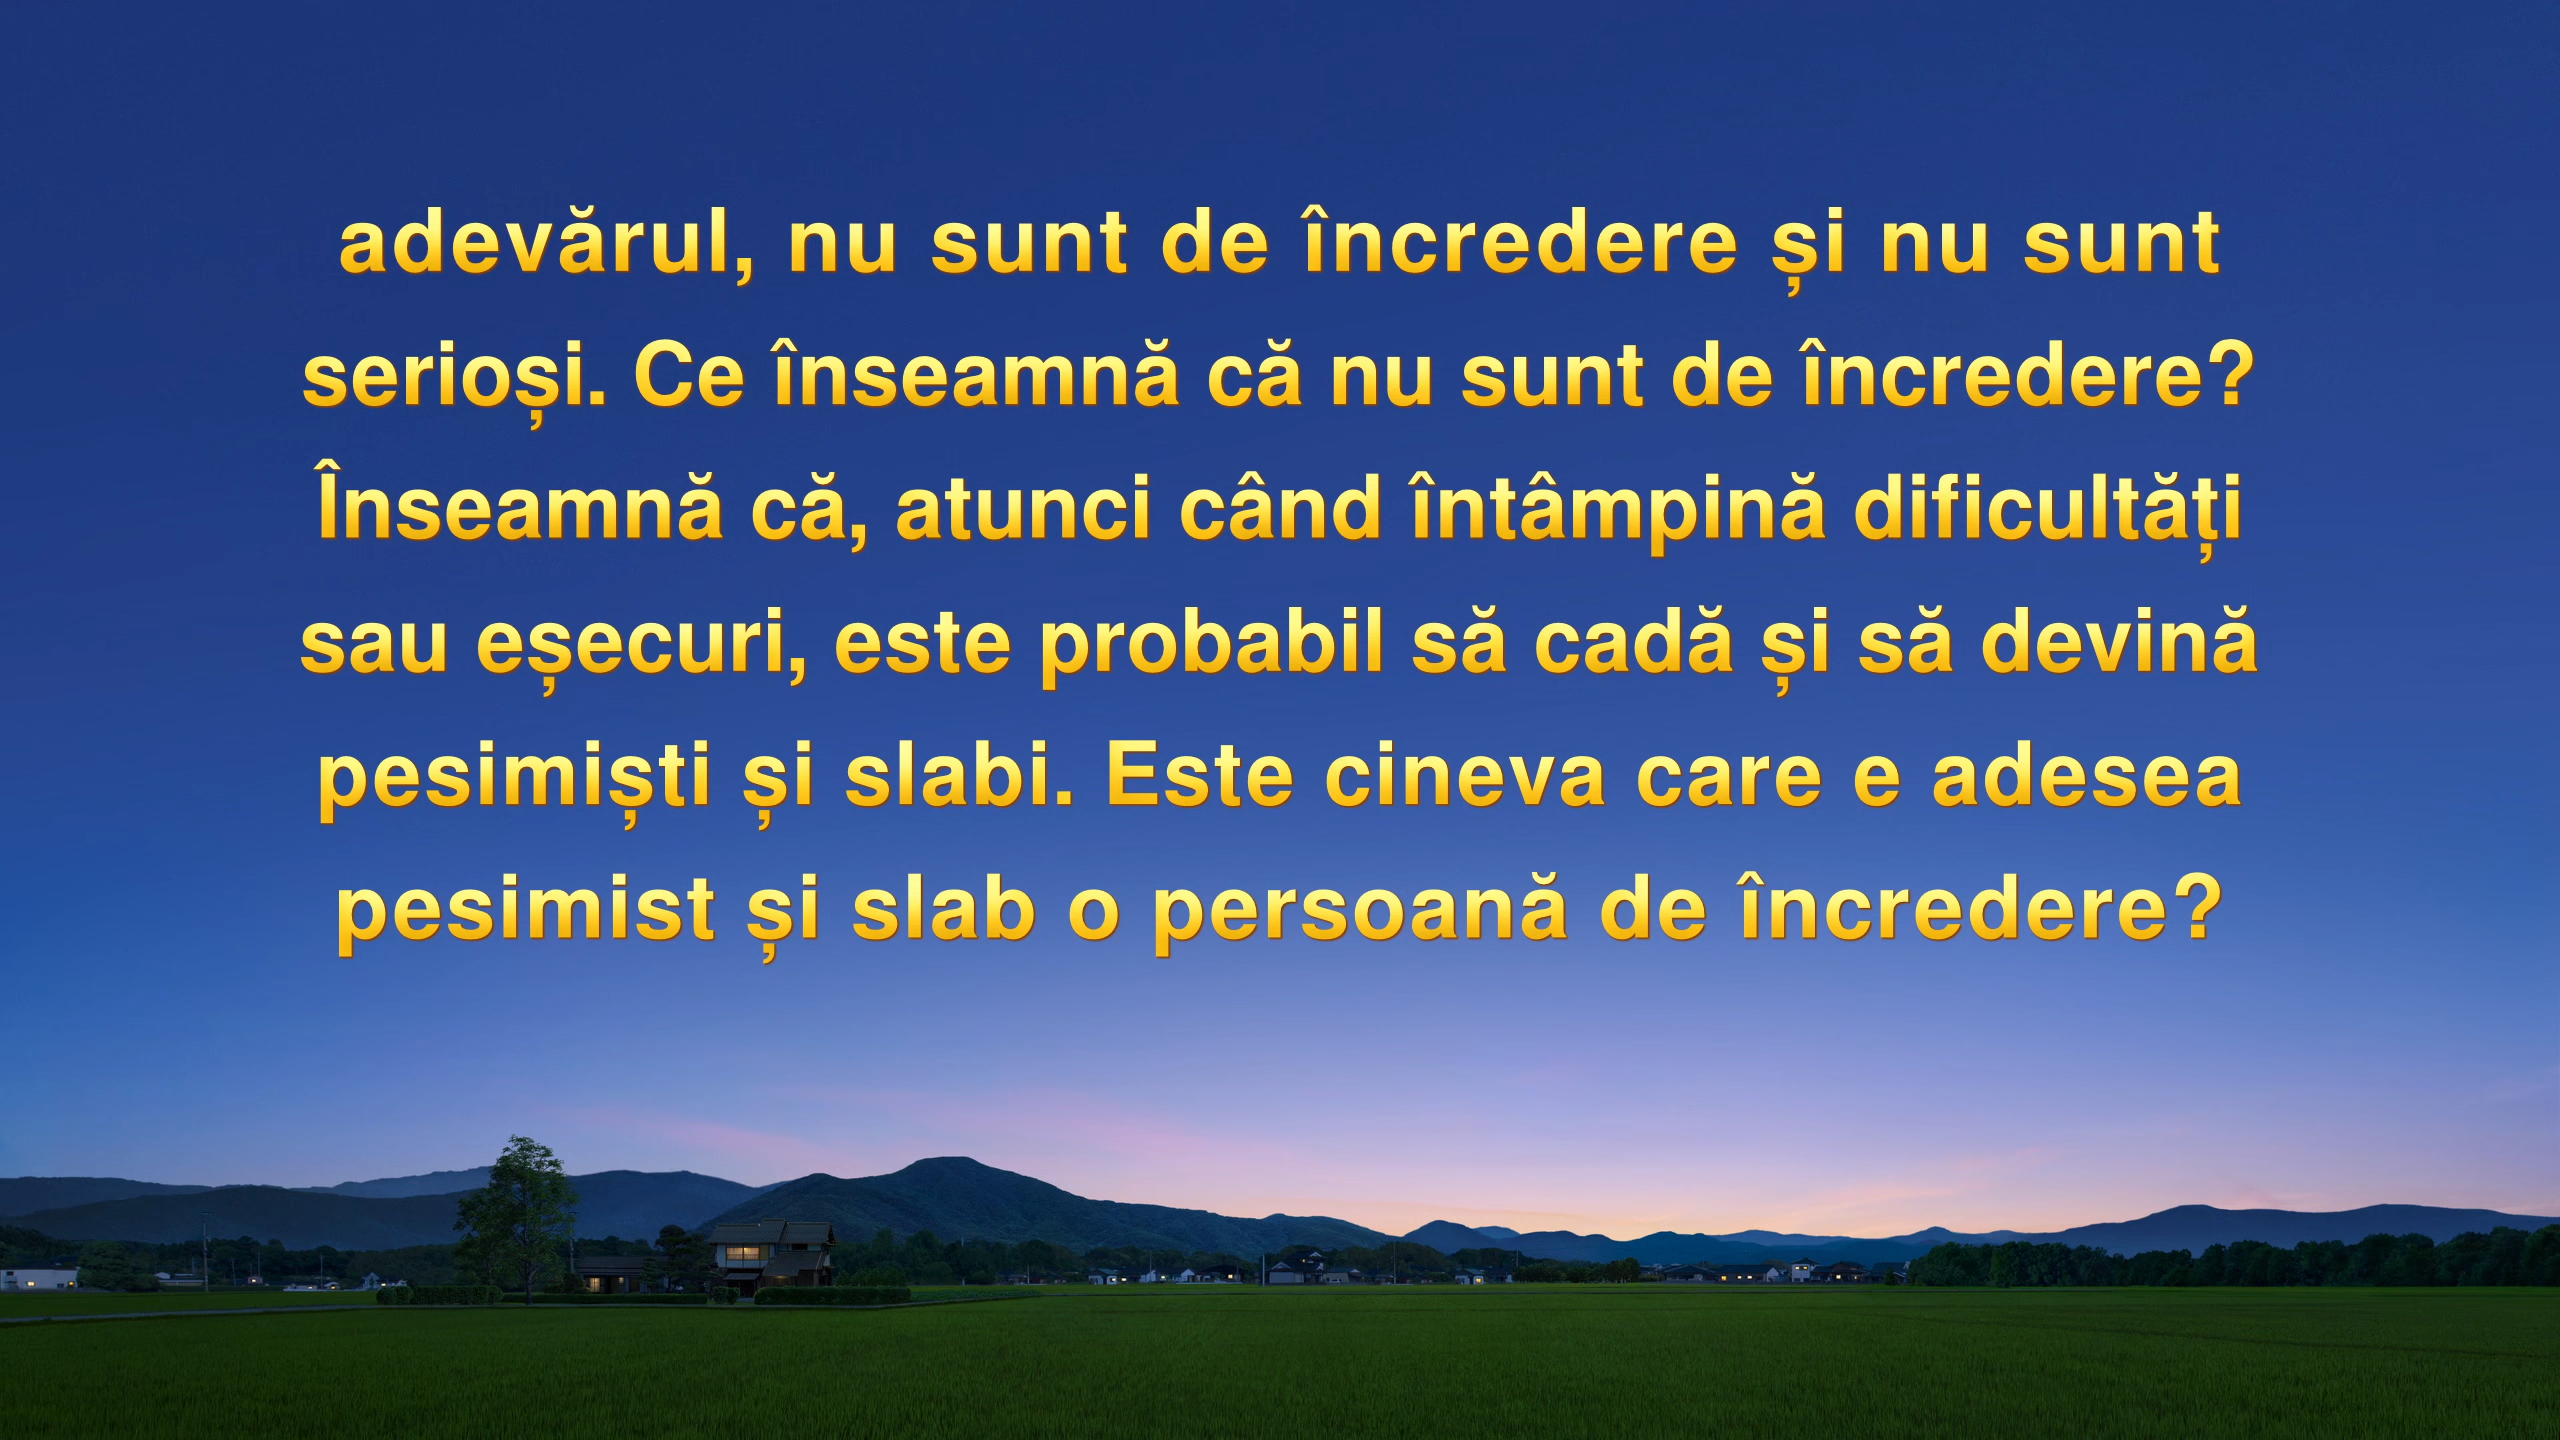 adevărul, nu sunt de încredere și nu sunt
serioși. Ce înseamnă că nu sunt de încredere?
Înseamnă că, atunci când întâmpină dificultăți
sau eșecuri, este probabil să cadă și să devină
pesimiști și slabi. Este cineva care e adesea
pesimist și slab o persoană de încredere?